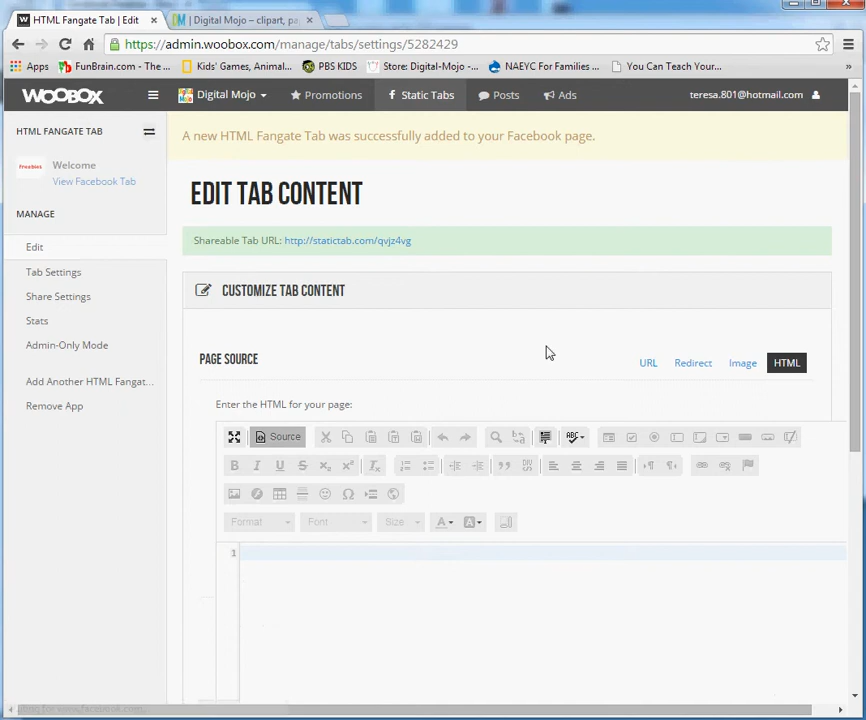 HTML Fangate Tab | Edit
| Digital Mojo – clipart, pa
https://admin.woobox.com/manage/tabs/settings/5282429
Apps FunBrain.com - The ... Kids' Games, Animal... PBS KIDS Store: Digital-Mojo -... NAEYC For Families ... You Can Teach Your... »
WOOBOX Digital Mojo Promotions Static Tabs Posts Ads teresa.801@hotmail.com
HTML FANGATE TAB
A new HTML Fangate Tab was successfully added to your Facebook page.
Freebies
Welcome
View Facebook Tab
EDIT TAB CONTENT
MANAGE
Shareable Tab URL: http://statictab.com/qvjz4vg
Edit
Tab Settings
Share Settings
Stats
Admin-Only Mode
Add Another HTML Fangat...
Remove App
CUSTOMIZE TAB CONTENT
PAGE SOURCE
URL Redirect Image HTML
Enter the HTML for your page:
Source
ABC
B I U S x₂ x² Tx
Format Font Size A A
1